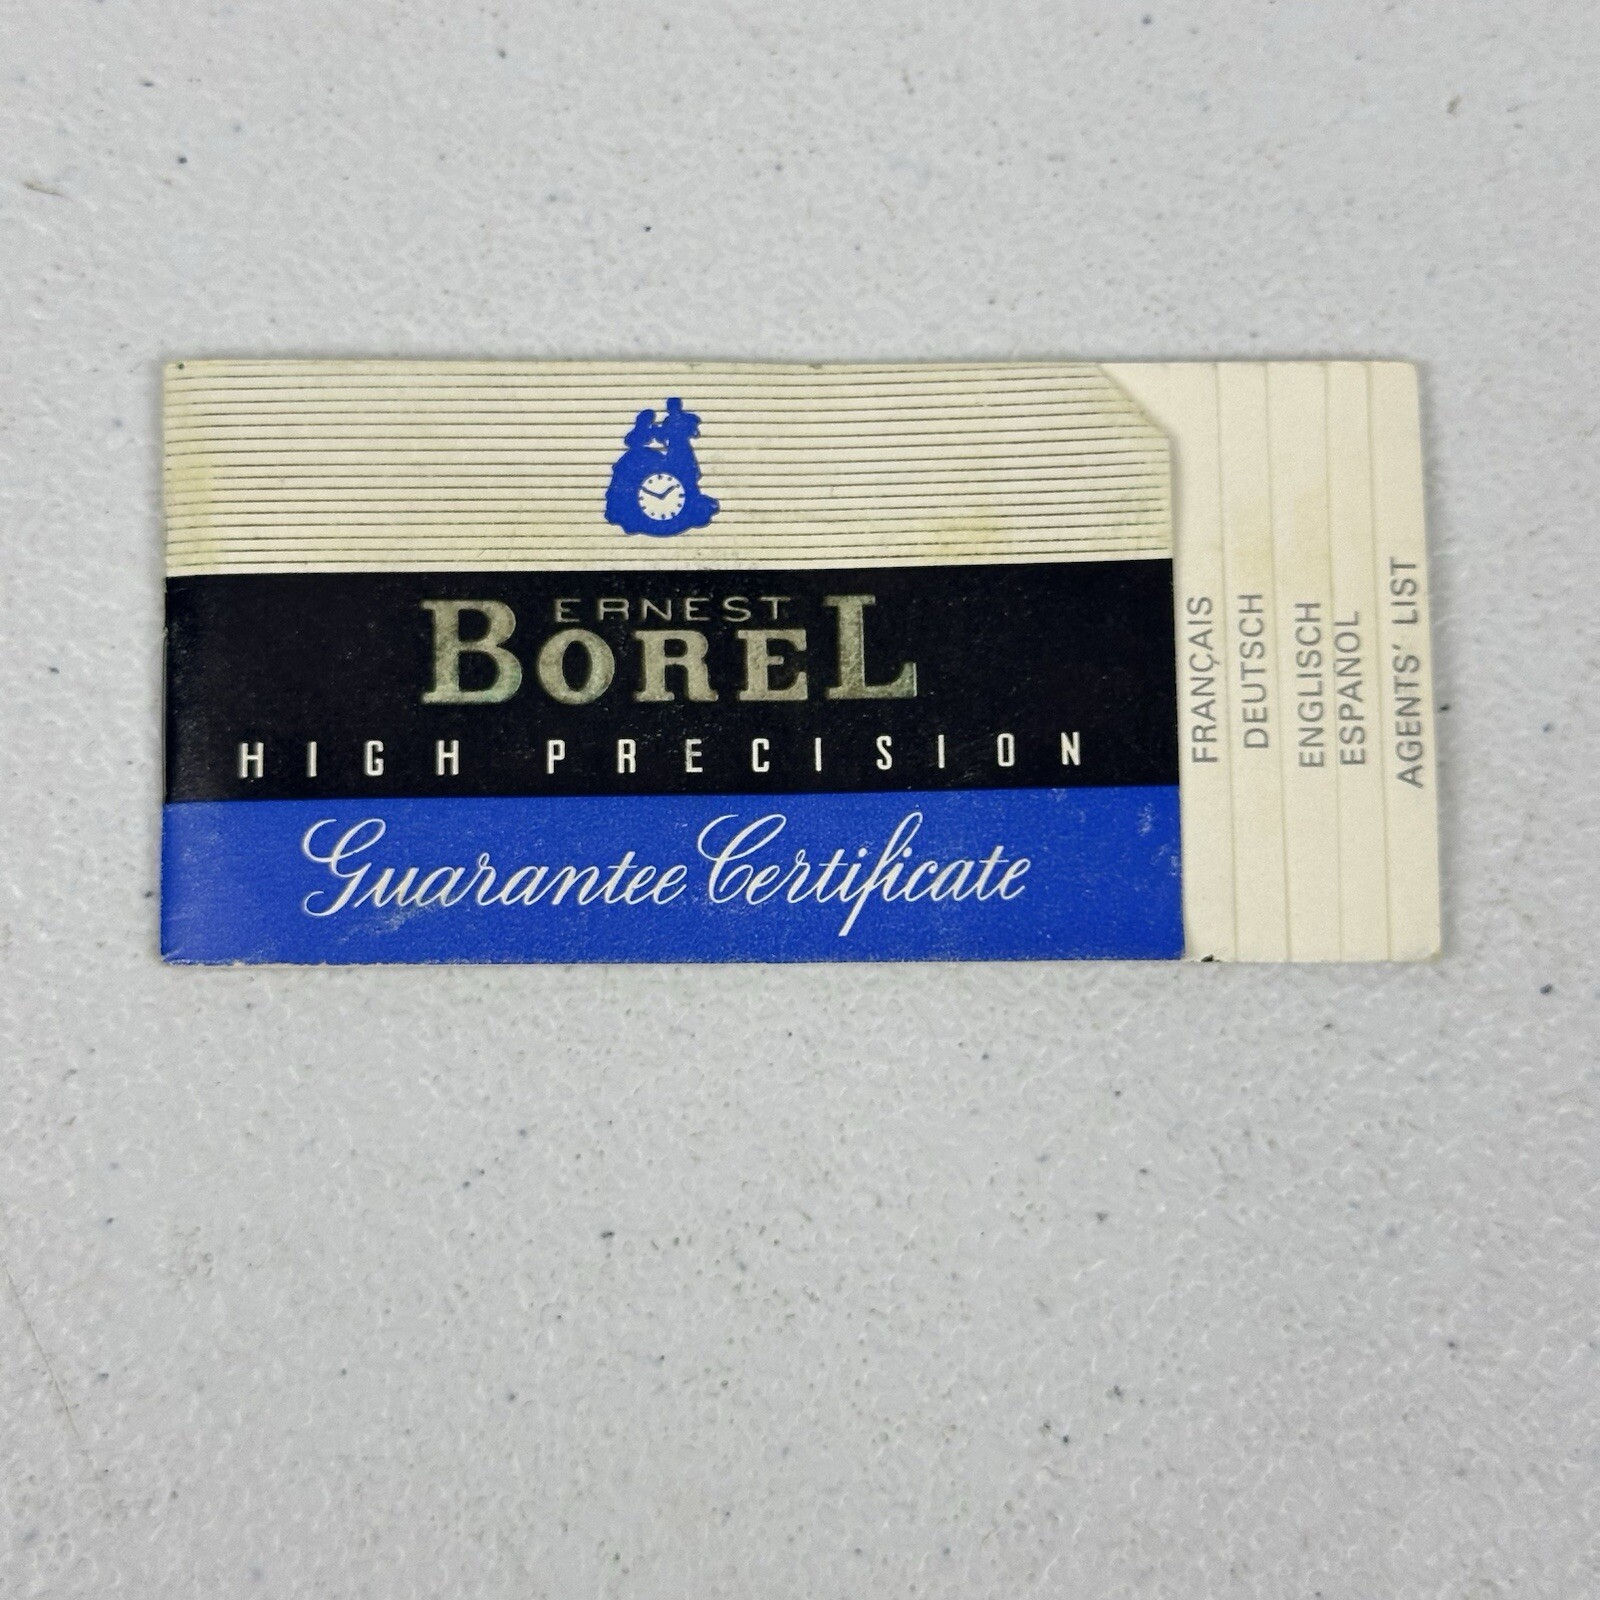 ERNEST
BOREL
HIGH PRECISION
Guarantee Certificate
FRANÇAIS
DEUTSCH
ENGLISCH
ESPAÑOL
AGENTS' LIST